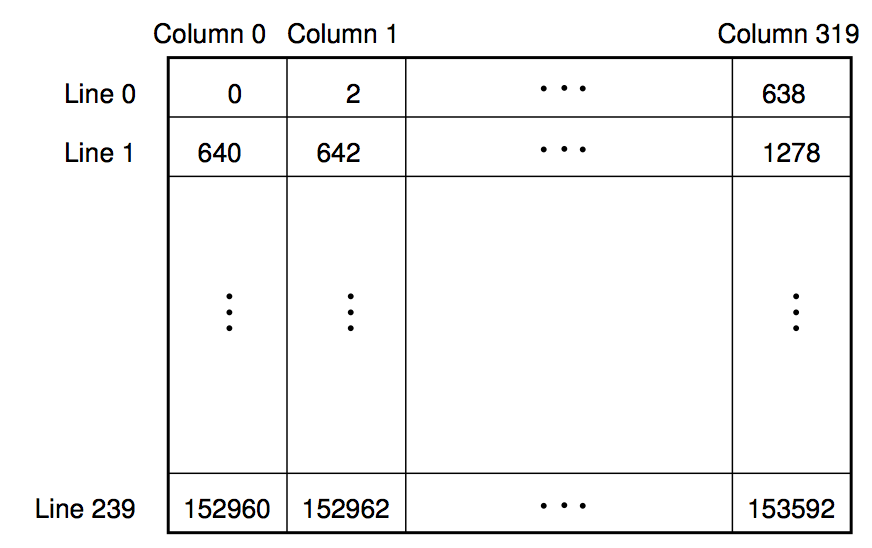 Column 0 Column 1 Column 319
Line 0 0 2 ··· 638
Line 1 640 642 ··· 1278
⋮ ⋮ ⋮
Line 239 152960 152962 ··· 153592